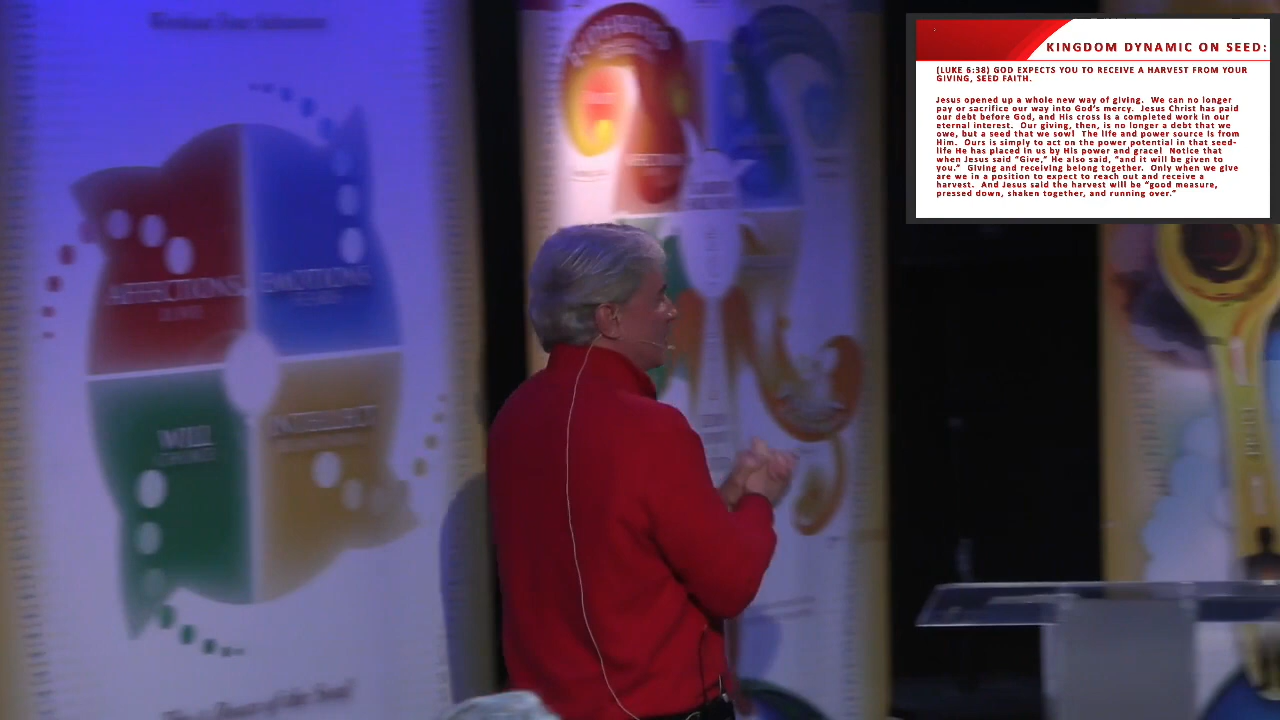 KINGDOM DYNAMIC ON SEED:
(LUKE 6:38) GOD EXPECTS YOU TO RECEIVE A HARVEST FROM YOUR
GIVING, SEED FAITH.
Jesus opened up a whole new way of giving. We can no longer
pay or sacrifice our way into God's mercy. Jesus Christ has paid
our debt before God, and His cross is a completed work in our
eternal interest. Our giving, then, is no longer a debt that we
owe, but a seed that we sow! The life and power source is from
Him. Ours is simply to act on the power potential in that seed-
life He has placed in us by His power and grace! Notice that
when Jesus said "Give," He also said, "and it will be given to
you." Giving and receiving belong together. Only when we give
are we in a position to expect to reach out and receive a
harvest. And Jesus said the harvest will be "good measure,
pressed down, shaken together, and running over."
AFFECTIONS
EMOTIONS
WILL
INTELLECT